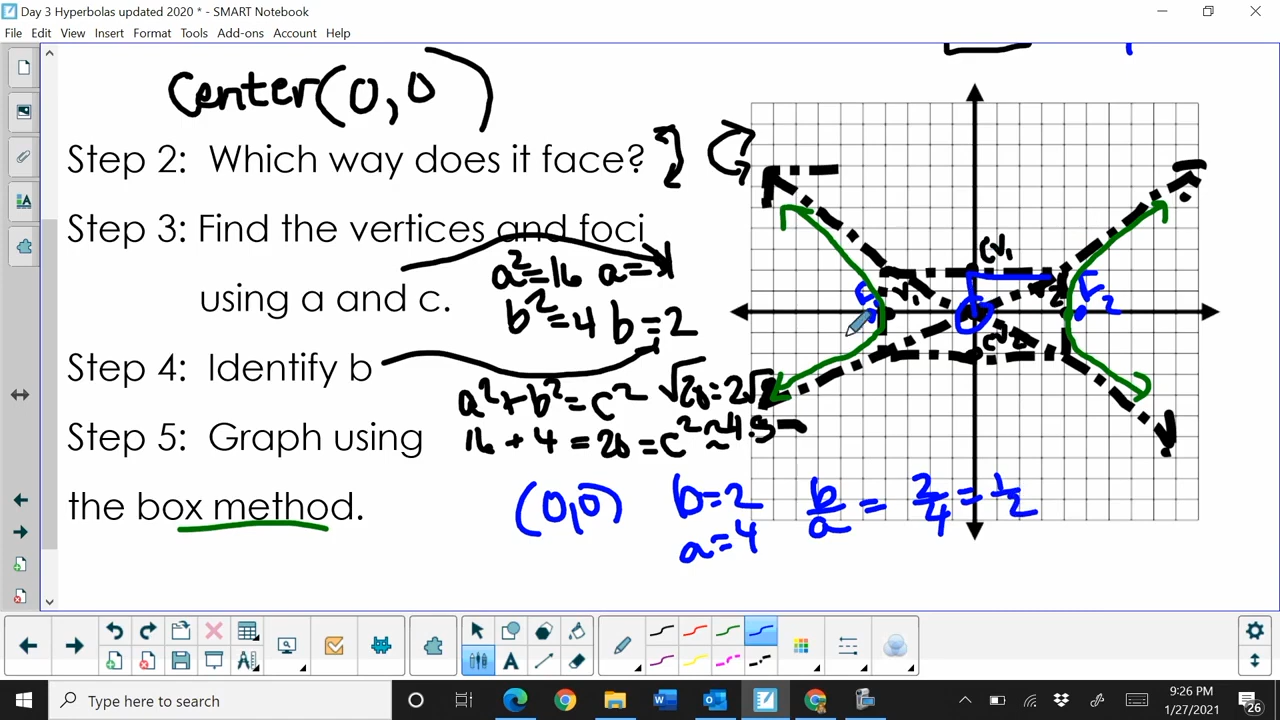 Day 3 Hyperbolas updated 2020 * - SMART Notebook
File Edit View Insert Format Tools Add-ons Account Help
Center(0,0)
Step 2: Which way does it face?
Step 3: Find the vertices and foci
a²=16 a=
using a and c.
b²=4 b=2
Step 4: Identify b
a²+b²=c² √20=2√
Step 5: Graph using
16+4=20=c²
the box method.
(0,0) b=2 b/a = 2/4 = 1/2
a=4
CV₁
V₁
F₂
Type here to search
9:26 PM
1/27/2021
26